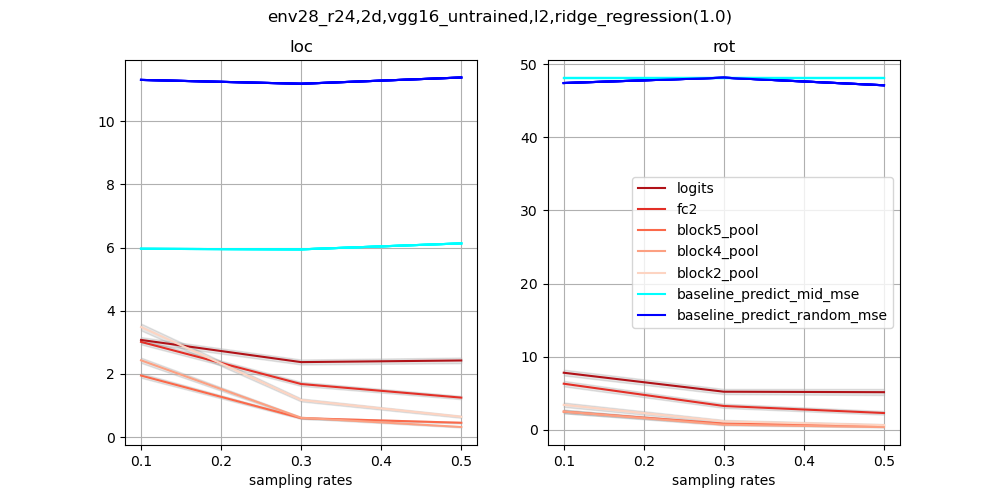 env28_r24,2d,vgg16_untrained,l2,ridge_regression(1.0)
loc
10
8
6
4
2
0
0.1 0.2 0.3 0.4 0.5
sampling rates
rot
50
40
30
20
10
0
0.1 0.2 0.3 0.4 0.5
sampling rates
logits
fc2
block5_pool
block4_pool
block2_pool
baseline_predict_mid_mse
baseline_predict_random_mse